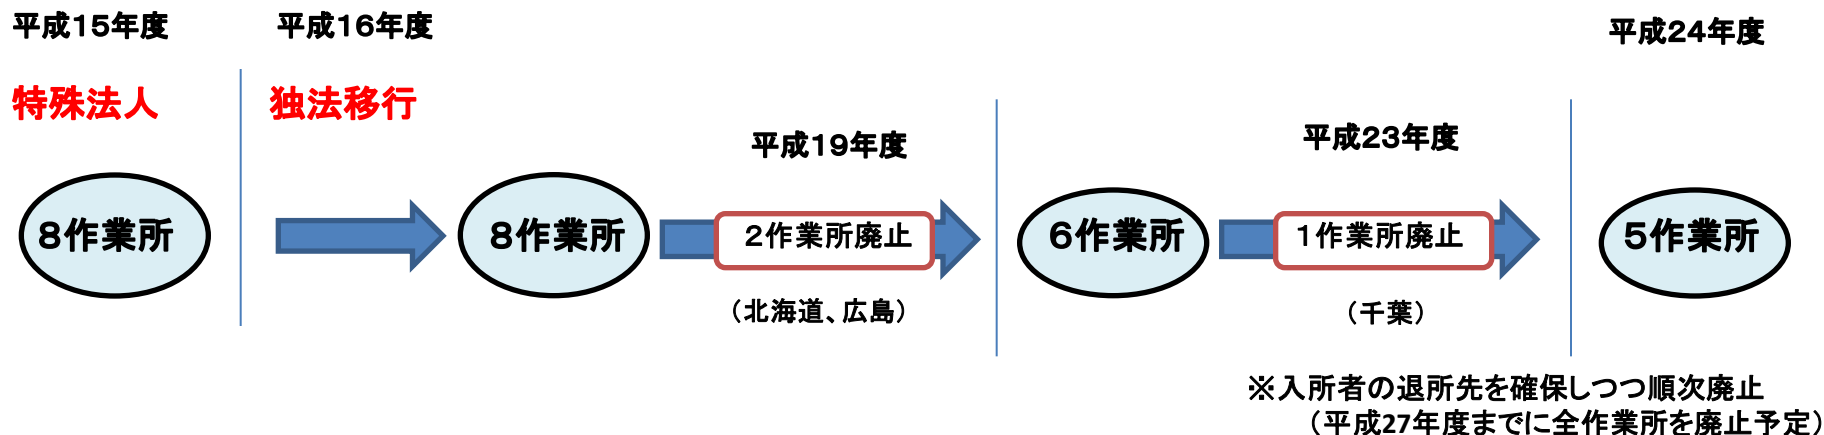 平成15年度
平成16年度
平成24年度
特殊法人
独法移行
平成19年度
平成23年度
8作業所
8作業所
2作業所廃止
6作業所
1作業所廃止
5作業所
（北海道、広島）
（千葉）
※入所者の退所先を確保しつつ順次廃止
（平成27年度までに全作業所を廃止予定）